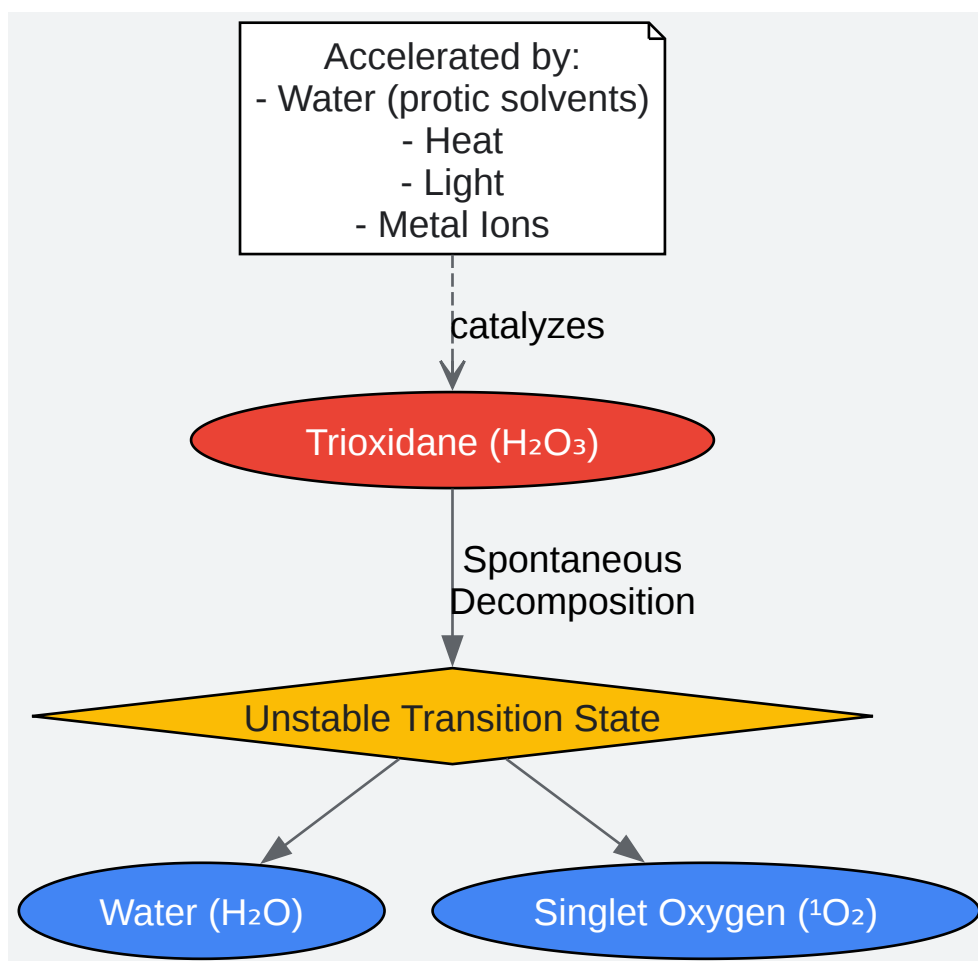 Accelerated by:
- Water (protic solvents)
- Heat
- Light
- Metal Ions
catalyzes
Trioxidane (H₂O₃)
Spontaneous
Decomposition
Unstable Transition State
Water (H₂O)
Singlet Oxygen (¹O₂)